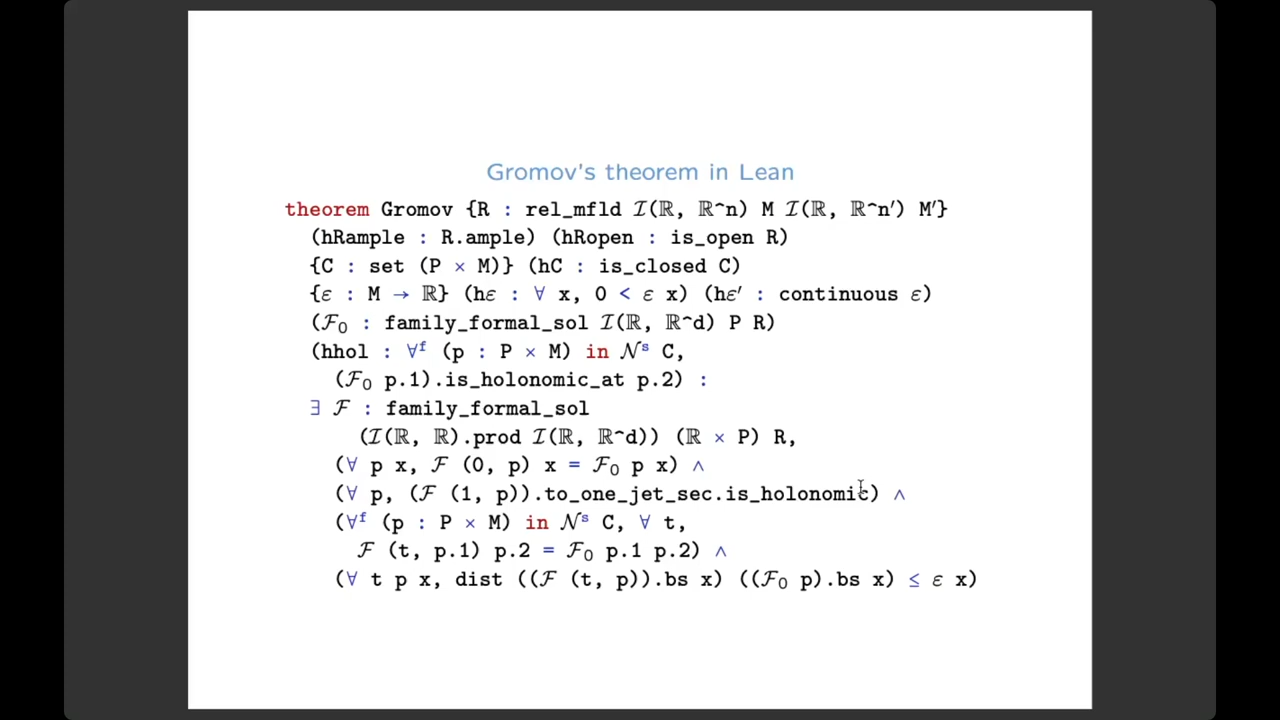 Gromov's theorem in Lean
theorem Gromov {R : rel_mfld 𝓘(ℝ, ℝ^n) M 𝓘(ℝ, ℝ^n′) M′}
(hRample : R.ample) (hRopen : is_open R)
{C : set (P × M)} (hC : is_closed C)
{ε : M → ℝ} (hε : ∀ x, 0 < ε x) (hε′ : continuous ε)
(𝓕₀ : family_formal_sol 𝓘(ℝ, ℝ^d) P R)
(hhol : ∀ᶠ (p : P × M) in 𝓝ˢ C,
(𝓕₀ p.1).is_holonomic_at p.2) :
∃ 𝓕 : family_formal_sol
(𝓘(ℝ, ℝ).prod 𝓘(ℝ, ℝ^d)) (ℝ × P) R,
(∀ p x, 𝓕 (0, p) x = 𝓕₀ p x) ∧
(∀ p, (𝓕 (1, p)).to_one_jet_sec.is_holonomic) ∧
(∀ᶠ (p : P × M) in 𝓝ˢ C, ∀ t,
𝓕 (t, p.1) p.2 = 𝓕₀ p.1 p.2) ∧
(∀ t p x, dist ((𝓕 (t, p)).bs x) ((𝓕₀ p).bs x) ≤ ε x)